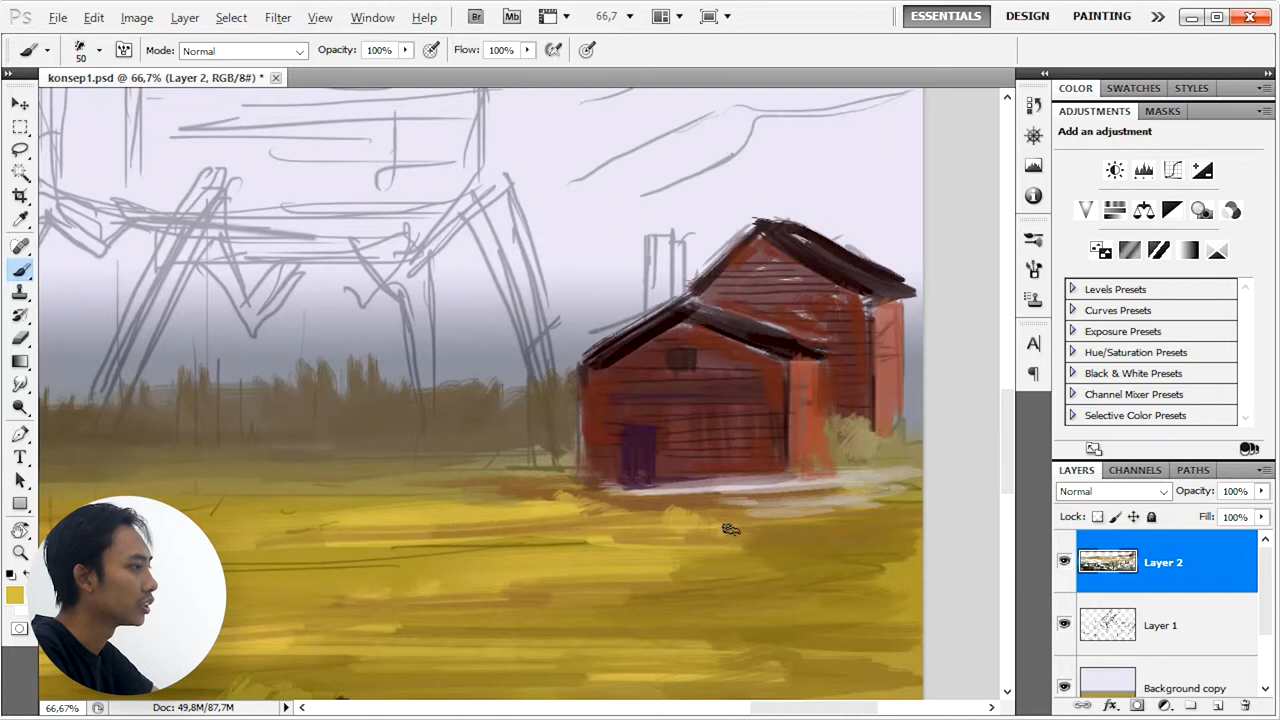 Ps File Edit Image Layer Select Filter View Window Help Br Mb 66,7 ESSENTIALS DESIGN PAINTING
50 Mode: Normal Opacity: 100% Flow: 100%
konsep1.psd @ 66,7% (Layer 2, RGB/8#) *
COLOR SWATCHES STYLES
ADJUSTMENTS MASKS
Add an adjustment
Levels Presets
Curves Presets
Exposure Presets
Hue/Saturation Presets
Black & White Presets
Channel Mixer Presets
Selective Color Presets
LAYERS CHANNELS PATHS
Normal Opacity: 100%
Lock: Fill: 100%
Layer 2
Layer 1
Background copy
66,67% Doc: 49,8M/87,7M